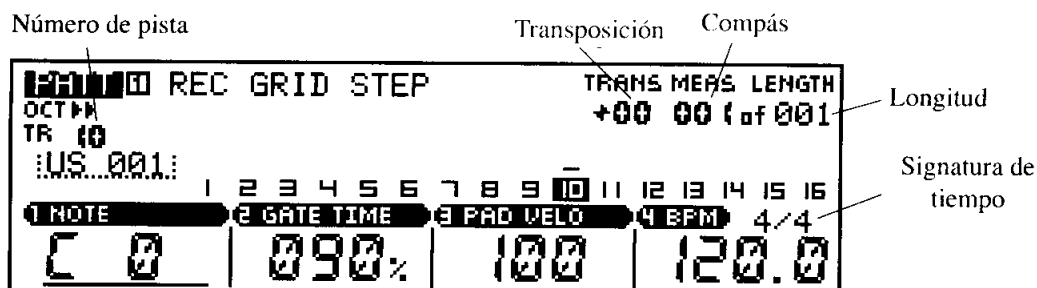 Número de pista
Transposición
Compás
PATT 1 REC GRID STEP
TRANS MEAS LENGTH
OCT
+00 001 of 001
Longitud
TR 10
US 001
Signatura de
tiempo
1 2 3 4 5 6 7 8 9 10 11 12 13 14 15 16
1 NOTE 2 GATE TIME 3 PAD VELO 4 BPM 4/4
C 0 090% 100 120.0